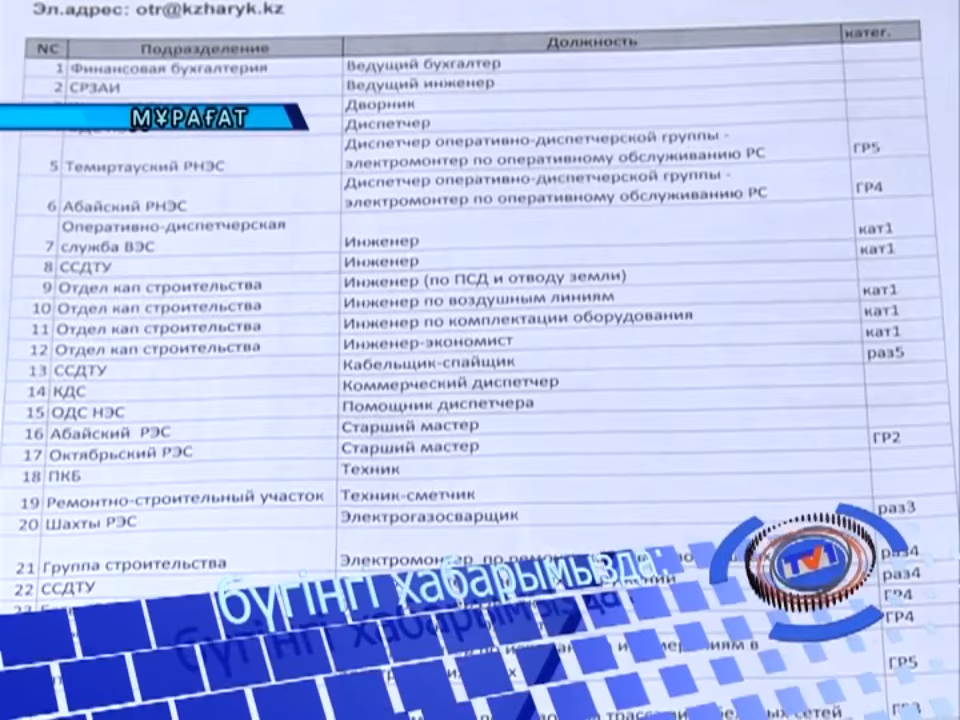 Эл.адрес: otr@kzharyk.kz
NС Подразделение Должность катег.
1 Финансовая бухгалтерия Ведущий бухгалтер
2 СРЗАИ Ведущий инженер
Дворник
МҰРАҒАТ
Диспетчер
Диспетчер оперативно-диспетчерской группы -
5 Темиртауский РНЭС электромонтер по оперативному обслуживанию РС ГР5
Диспетчер оперативно-диспетчерской группы -
6 Абайский РНЭС электромонтер по оперативному обслуживанию РС ГР4
Оперативно-диспетчерская
7 служба ВЭС Инженер кат1
8 ССДТУ Инженер кат1
9 Отдел кап строительства Инженер (по ПСД и отводу земли)
10 Отдел кап строительства Инженер по воздушным линиям кат1
11 Отдел кап строительства Инженер по комплектации оборудования кат1
12 Отдел кап строительства Инженер-экономист кат1
13 ССДТУ Кабельщик-спайщик раз5
14 КДС Коммерческий диспетчер
15 ОДС НЭС Помощник диспетчера
16 Абайский РЭС Старший мастер
17 Октябрьский РЭС Старший мастер ГР2
18 ПКБ Техник
19 Ремонтно-строительный участок Техник-сметчик
20 Шахты РЭС Электрогазосварщик раз3
21 Группа строительства Электромонтер по раз4
22 ССДТУ раз4
бүгінгі хабарымызда:
TV1
ГР4
ГР4
ГР5
сетей